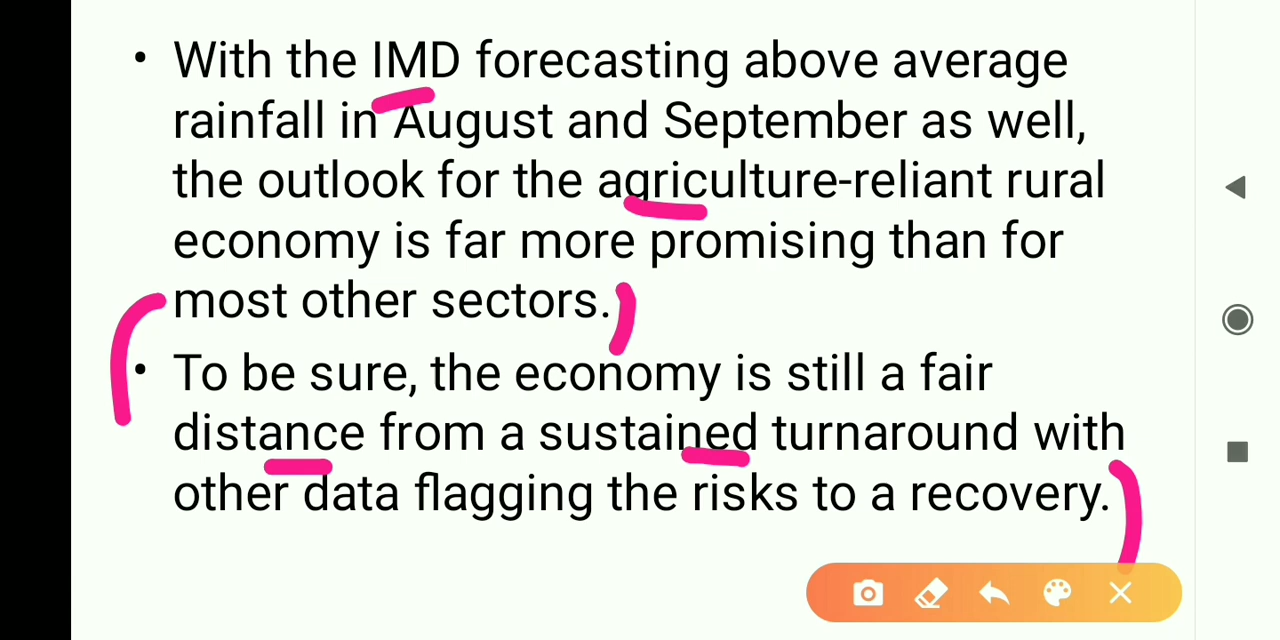 • With the IMD forecasting above average
rainfall in August and September as well,
the outlook for the agriculture-reliant rural
economy is far more promising than for
most other sectors.
• To be sure, the economy is still a fair
distance from a sustained turnaround with
other data flagging the risks to a recovery.